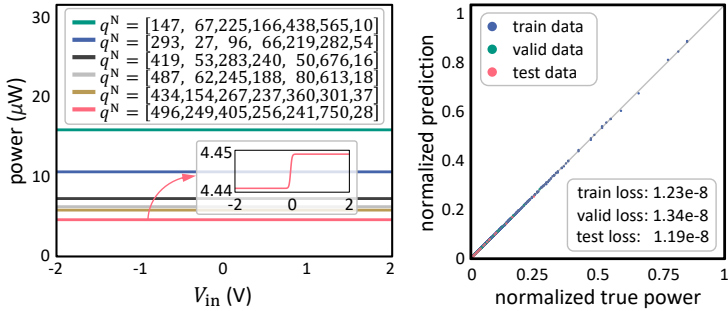 power (μW)
30
20
10
0
q^N = [147, 67,225,166,438,565,10]
q^N = [293, 27, 96, 66,219,282,54]
q^N = [419, 53,283,240, 50,676,16]
q^N = [487, 62,245,188, 80,613,18]
q^N = [434,154,267,237,360,301,37]
q^N = [496,249,405,256,241,750,28]
4.45
4.44
-2 0 2
-2 -1 0 1 2
V_in (V)
normalized prediction
1
0.8
0.6
0.4
0.2
0
train data
valid data
test data
train loss: 1.23e-8
valid loss: 1.34e-8
test loss: 1.19e-8
0 0.25 0.5 0.75 1
normalized true power